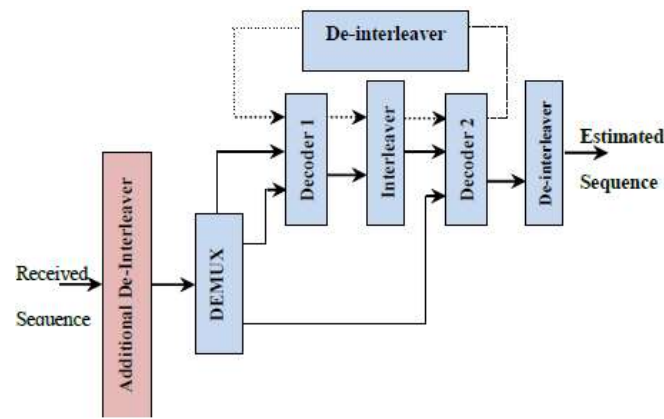 De-interleaver
Decoder 1
Interleaver
Decoder 2
De-interleaver
Estimated
Sequence
Additional De-Interleaver
DEMUX
Received
Sequence